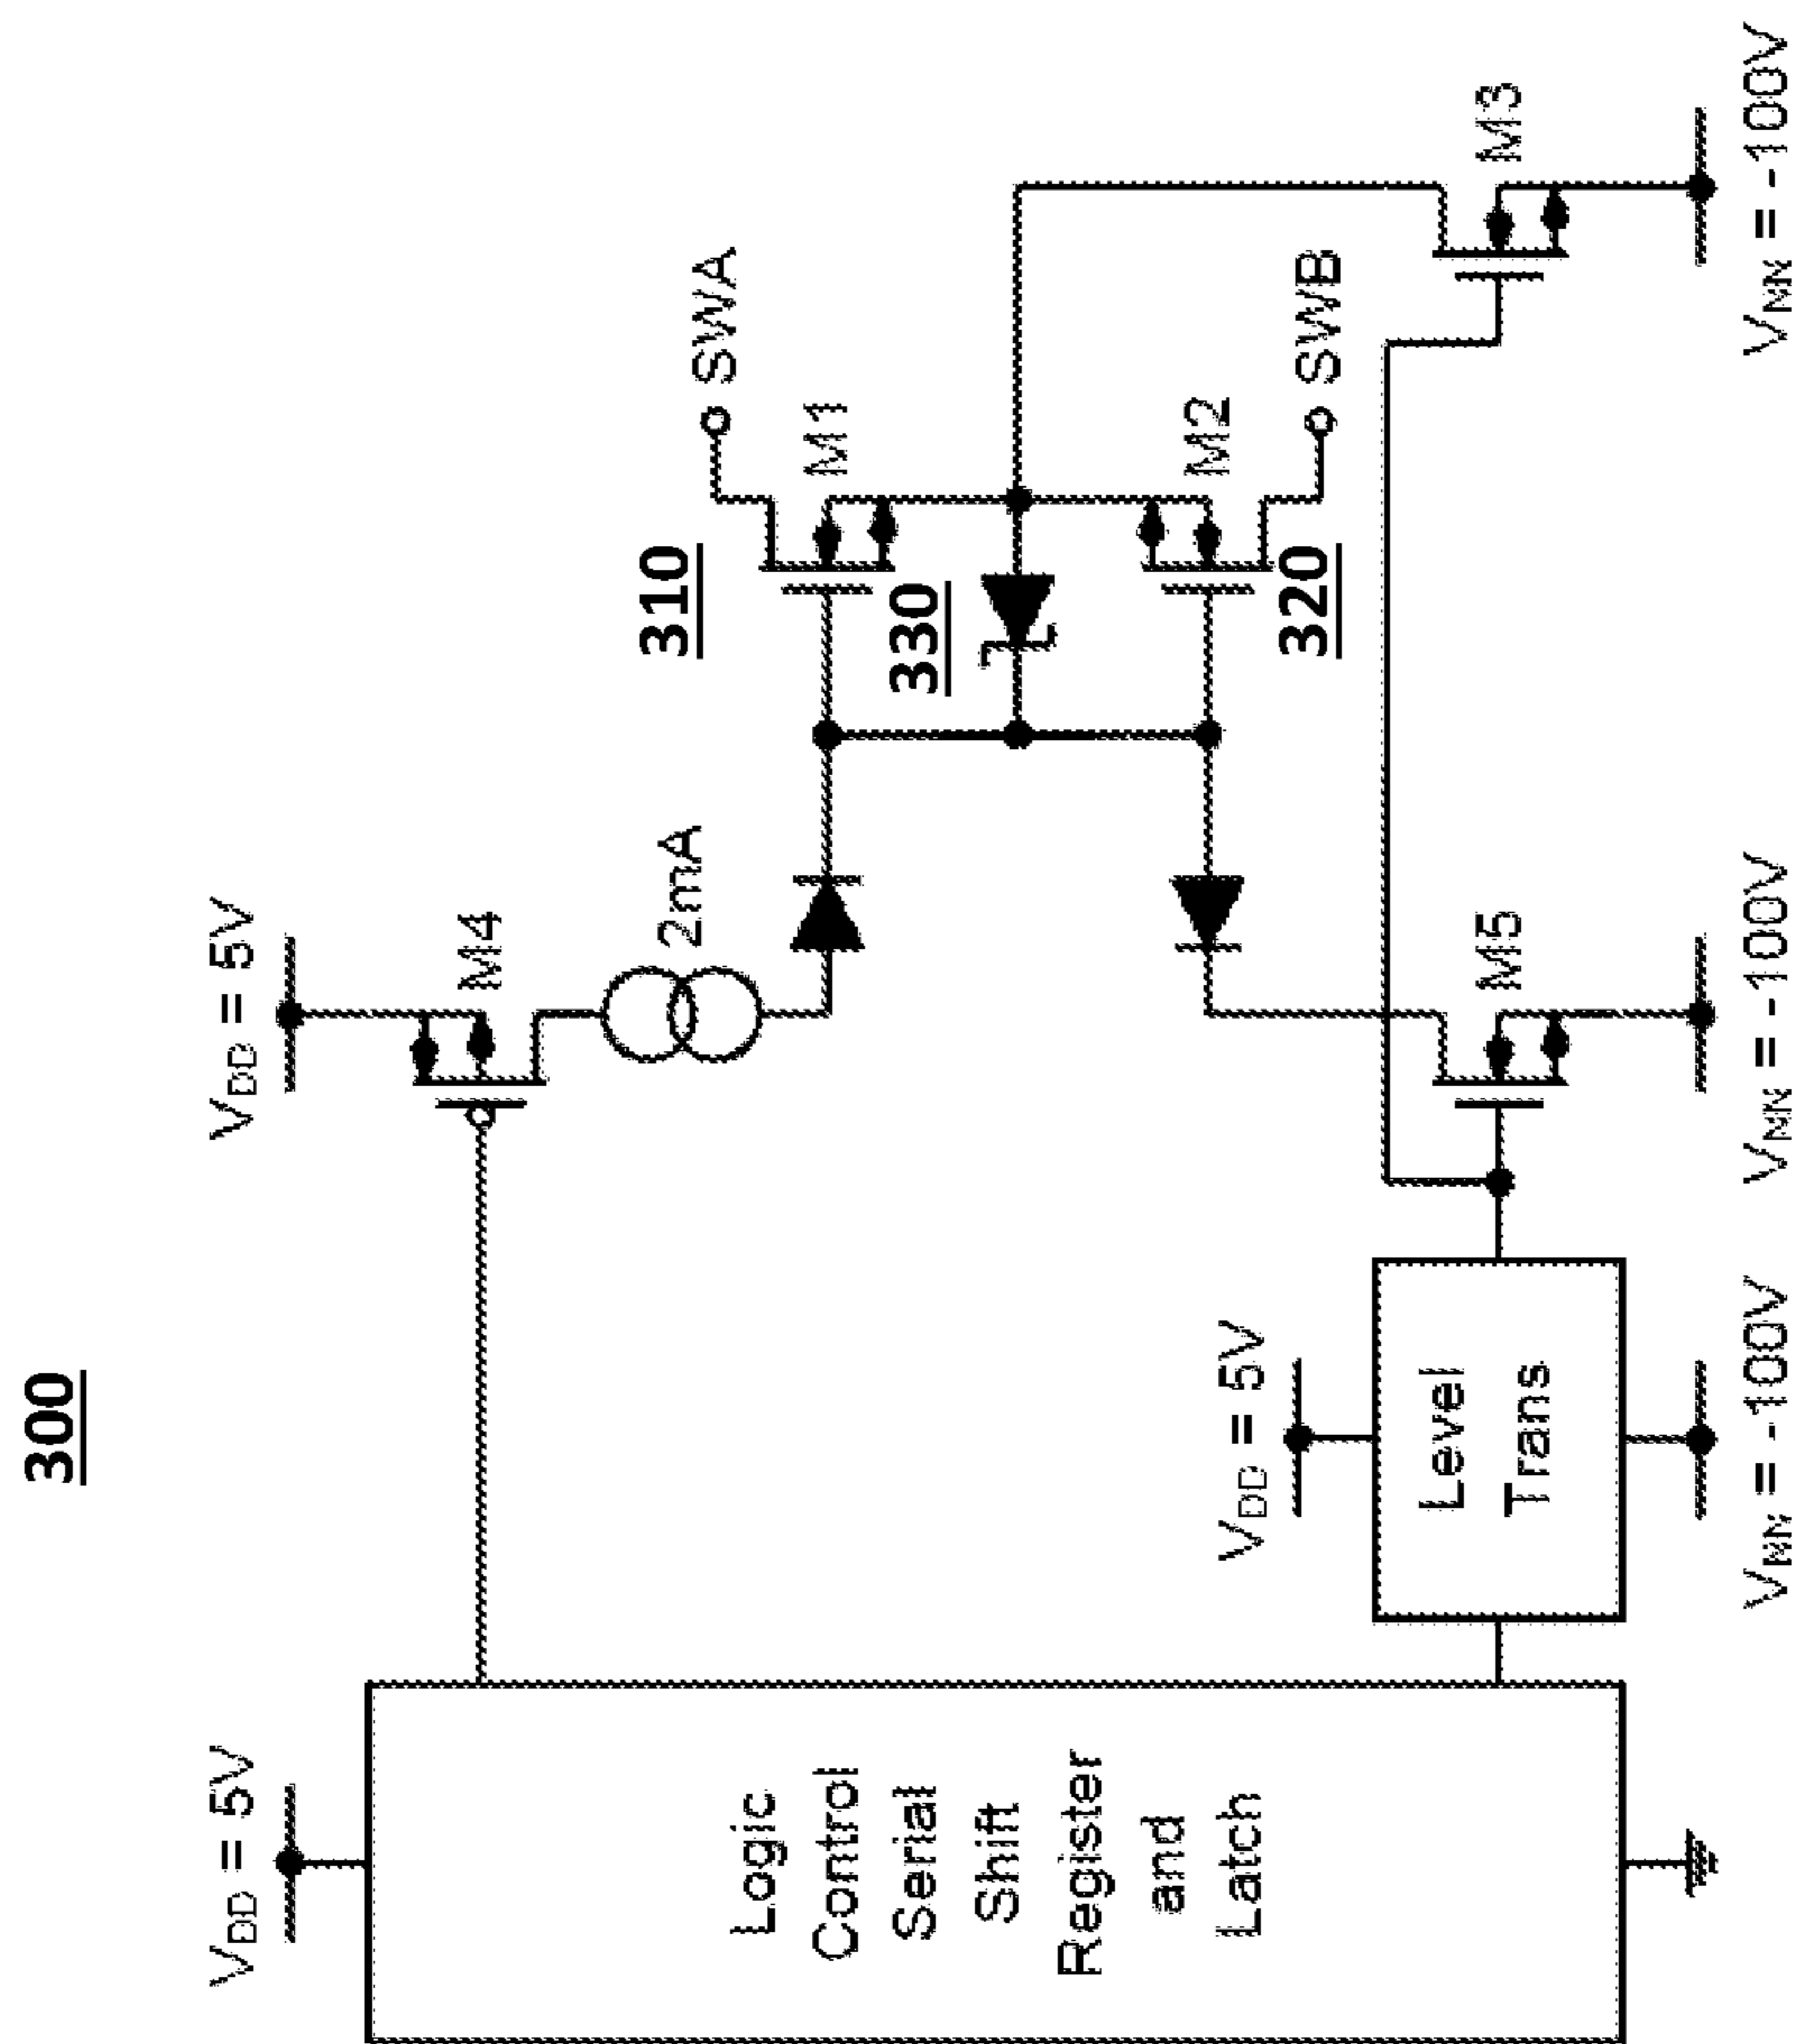 300
V_DD = 5V
V_DD = 5V
M4
2mA
310
SWA
M1
330
M2
320
SWB
Logic
Control
Serial
Shift
Register
and
Latch
V_DD = 5V
Level
Trans
M5
M3
V_NN = -100V
V_NN = -100V
V_NN = -100V